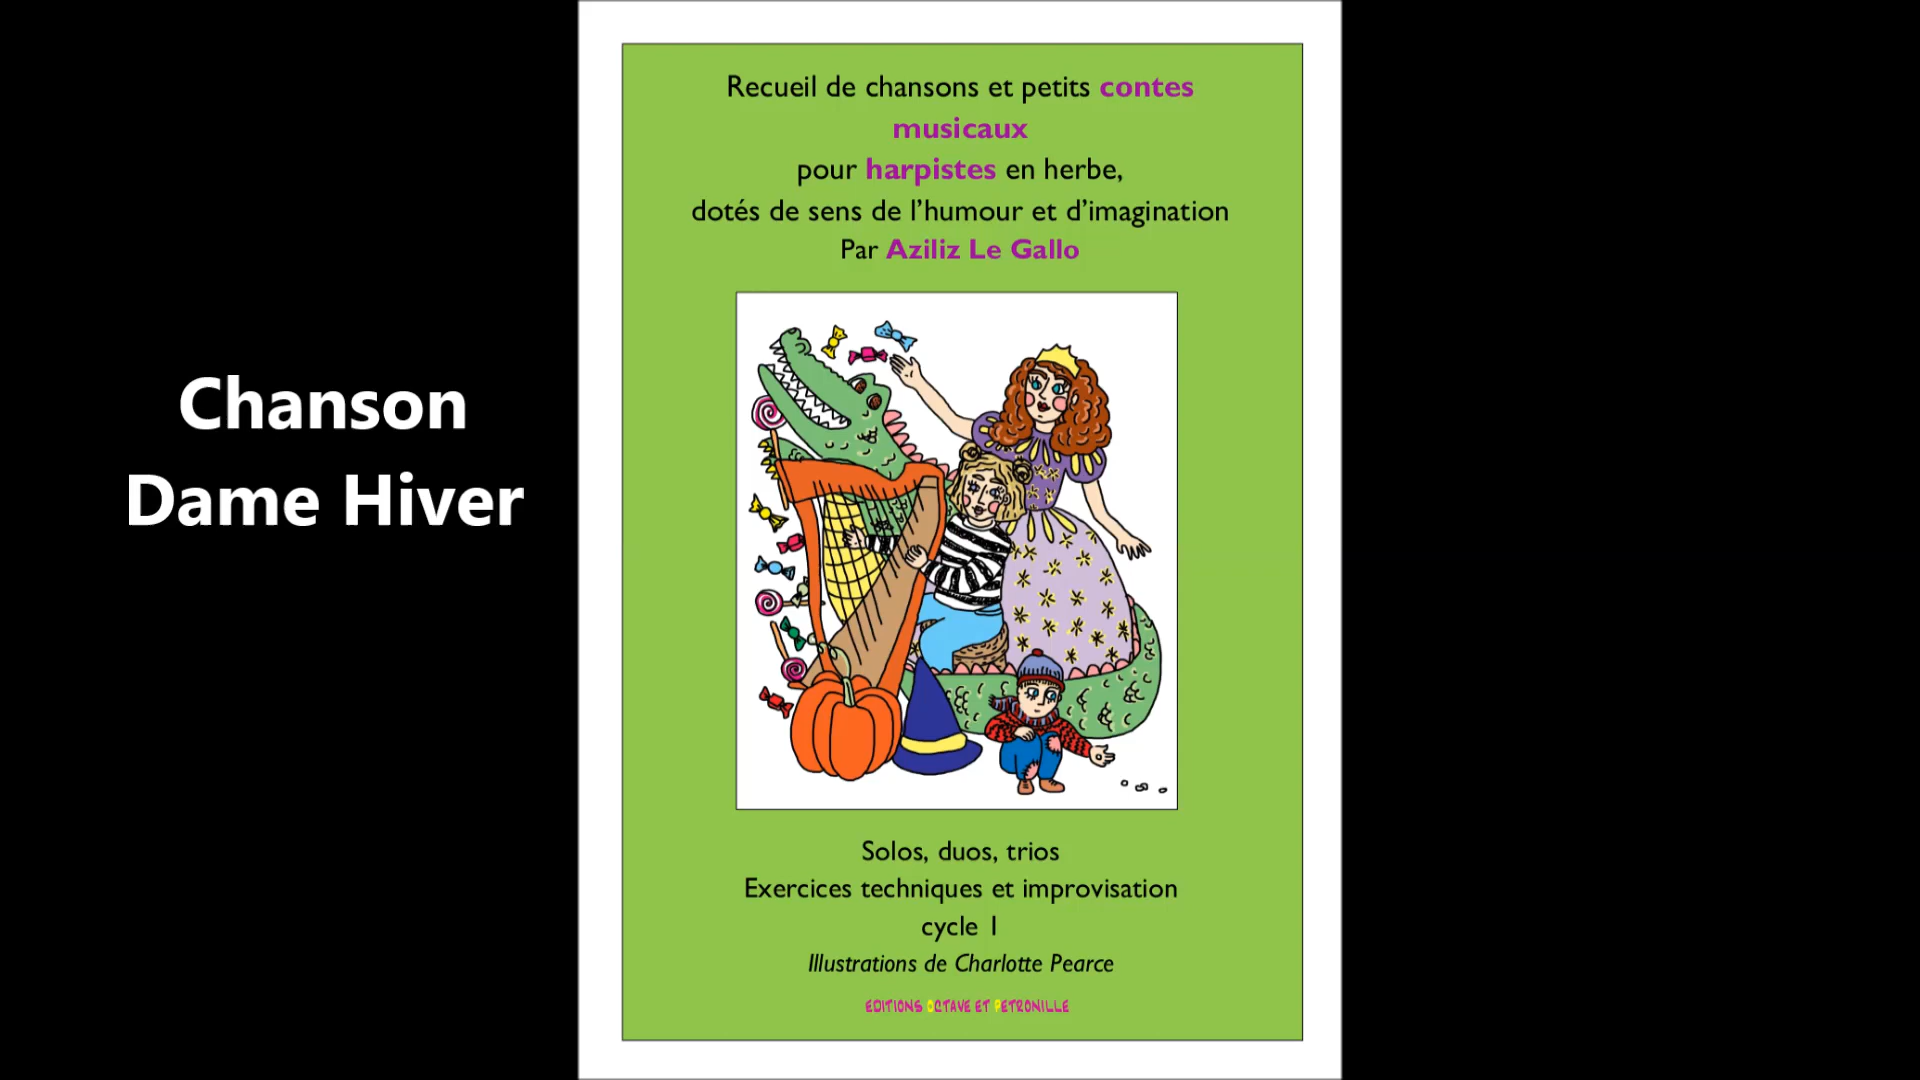 Chanson
Dame Hiver
Recueil de chansons et petits contes
musicaux
pour harpistes en herbe,
dotés de sens de l’humour et d’imagination
Par Aziliz Le Gallo
Solos, duos, trios
Exercices techniques et improvisation
cycle 1
Illustrations de Charlotte Pearce
EDITIONS OCTAVE ET PETRONILLE